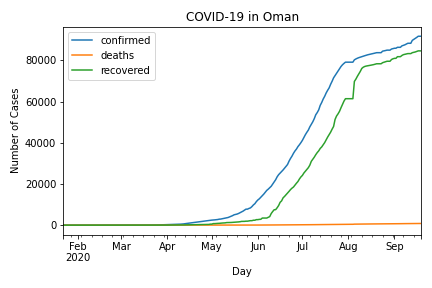 COVID-19 in Oman
confirmed
deaths
recovered
Number of Cases
80000
60000
40000
20000
0
Feb Mar Apr May Jun Jul Aug Sep
2020
Day